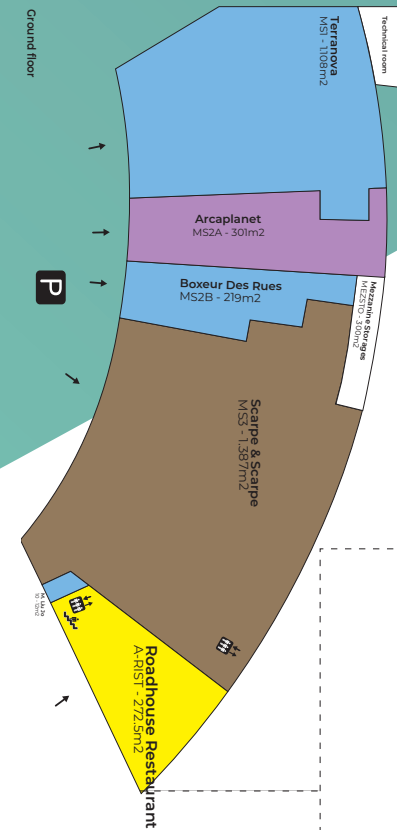 Ground floor
Technical room
Terranova
MS1 - 1.108m2
Arcaplanet
MS2A - 301m2
Boxeur Des Rues
MS2B - 219m2
Mezzanine Storages
MEZSTO - 300m2
P
Scarpe & Scarpe
MS3 - 1.387m2
Roadhouse Restaurant
A-RIST - 272.5m2